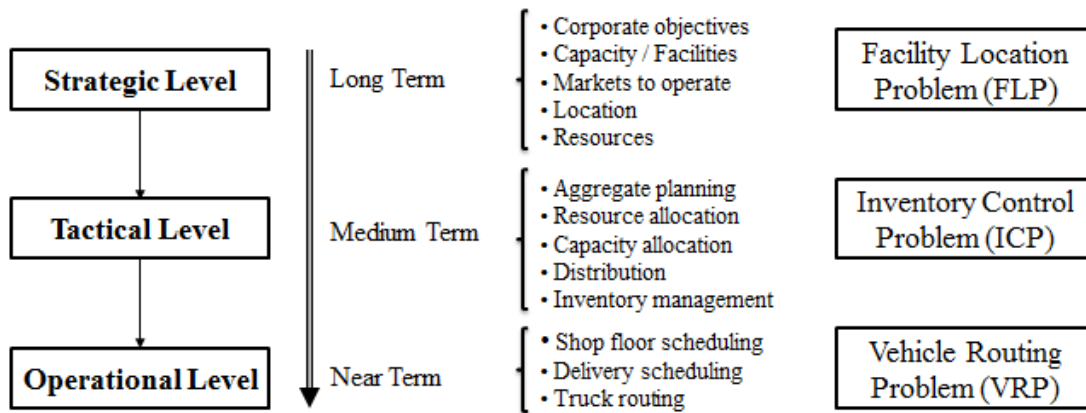 Strategic Level
Long Term
• Corporate objectives
• Capacity / Facilities
• Markets to operate
• Location
• Resources
Facility Location
Problem (FLP)
Tactical Level
Medium Term
• Aggregate planning
• Resource allocation
• Capacity allocation
• Distribution
• Inventory management
Inventory Control
Problem (ICP)
Operational Level
Near Term
• Shop floor scheduling
• Delivery scheduling
• Truck routing
Vehicle Routing
Problem (VRP)